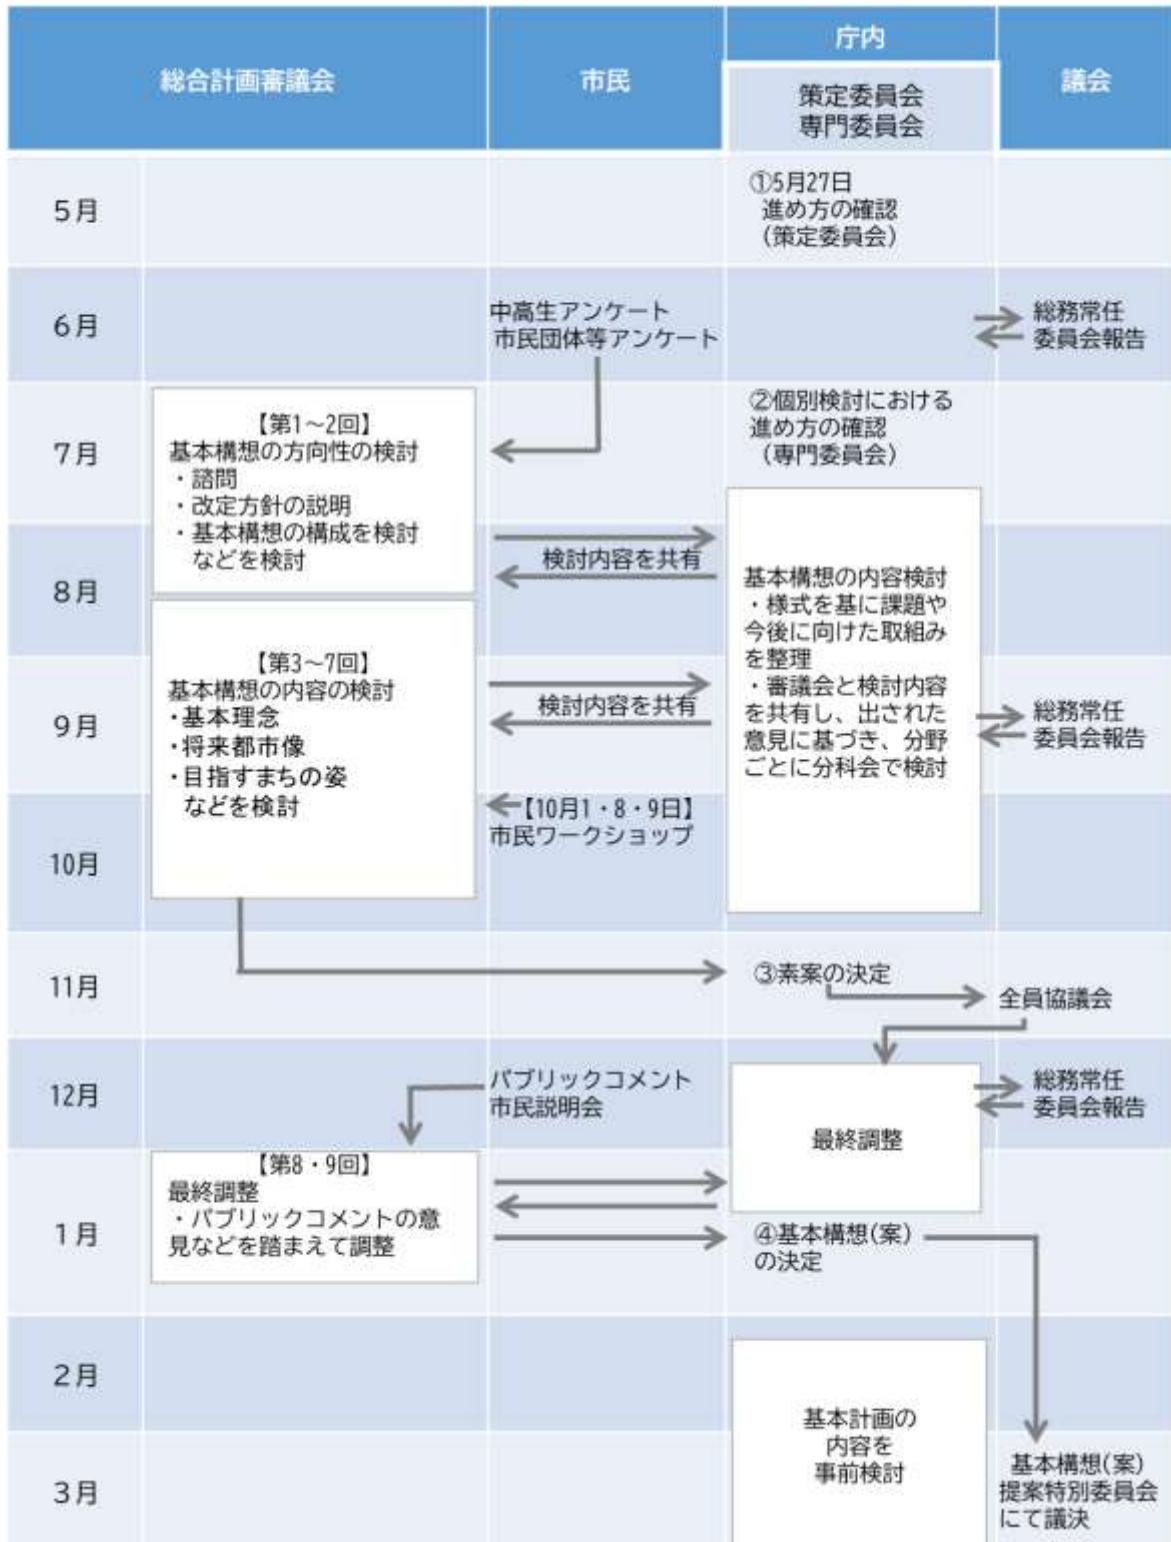 総合計画審議会
市民
庁内
策定委員会
専門委員会
議会
5月
①5月27日
進め方の確認
(策定委員会)
6月
中高生アンケート
市民団体等アンケート
総務常任
委員会報告
7月
【第1～2回】
基本構想の方向性の検討
・諮問
・改定方針の説明
・基本構想の構成を検討
などを検討
②個別検討における
進め方の確認
(専門委員会)
8月
検討内容を共有
基本構想の内容検討
・様式を基に課題や
今後に向けた取組み
を整理
・審議会と検討内容
を共有し、出された
意見に基づき、分野
ごとに分科会で検討
9月
【第3～7回】
基本構想の内容の検討
・基本理念
・将来都市像
・目指すまちの姿
などを検討
検討内容を共有
総務常任
委員会報告
10月
【10月1・8・9日】
市民ワークショップ
11月
③素案の決定
全員協議会
12月
パブリックコメント
市民説明会
最終調整
総務常任
委員会報告
1月
【第8・9回】
最終調整
・パブリックコメントの意
見などを踏まえて調整
④基本構想(案)
の決定
2月
基本計画の
内容を
事前検討
3月
基本構想(案)
提案特別委員会
にて議決